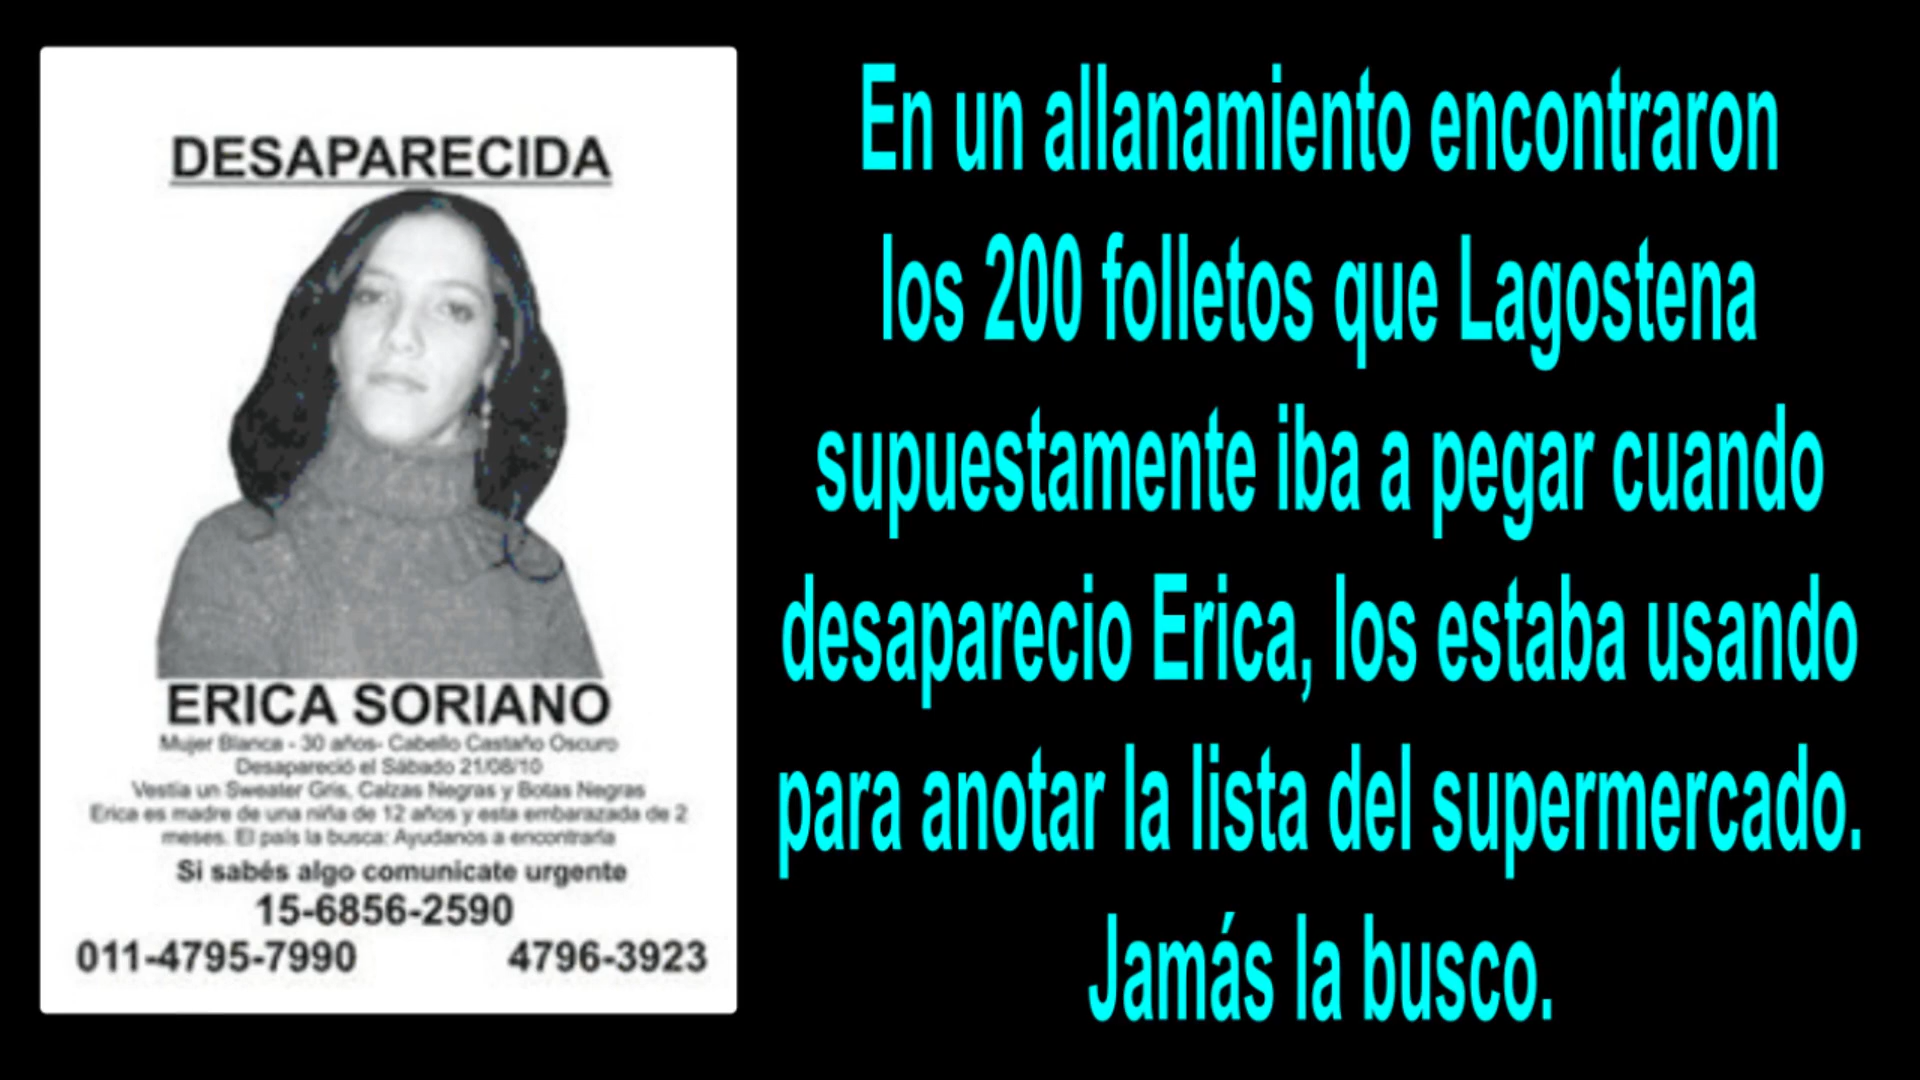 DESAPARECIDA
ERICA SORIANO
Mujer Blanca - 30 años- Cabello Castaño Oscuro
Desapareció el Sábado 21/08/10
Vestía un Sweater Gris, Calzas Negras y Botas Negras
Erica es madre de una niña de 12 años y esta embarazada de 2
meses. El país la busca: Ayudanos a encontrarla
Si sabés algo comunicate urgente
15-6856-2590
011-4795-7990 4796-3923
En un allanamiento encontraron
los 200 folletos que Lagostena
supuestamente iba a pegar cuando
desaparecio Erica, los estaba usando
para anotar la lista del supermercado.
Jamás la busco.